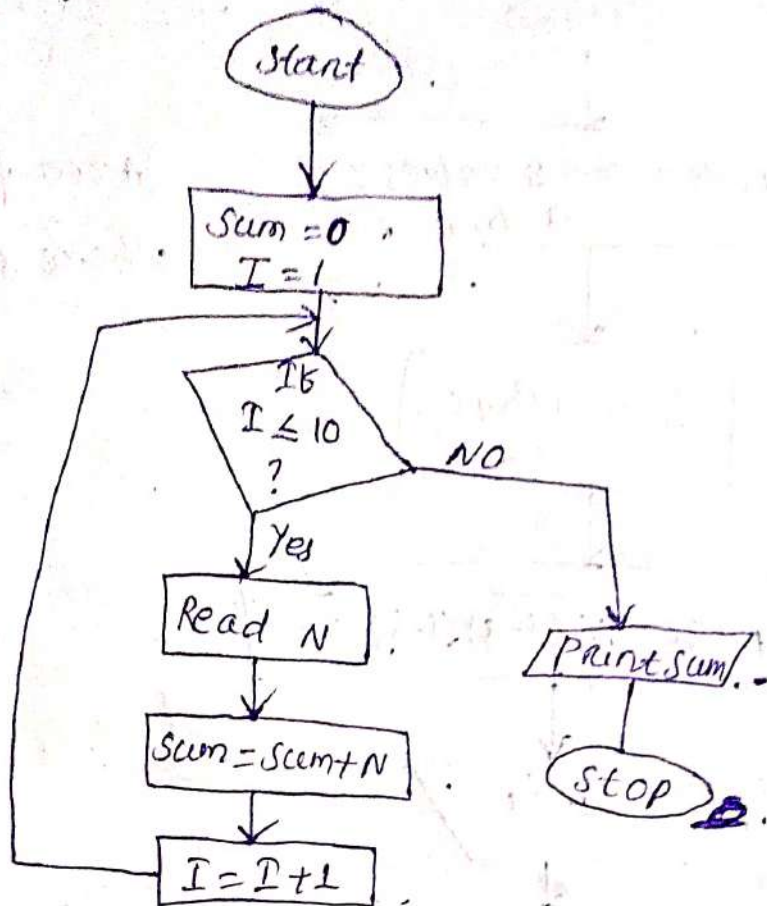 Start
Sum = 0
I = 1
If
I ≤ 10
?
NO
Yes
Read N
Print Sum
Sum = Sum + N
Stop
I = I + 1